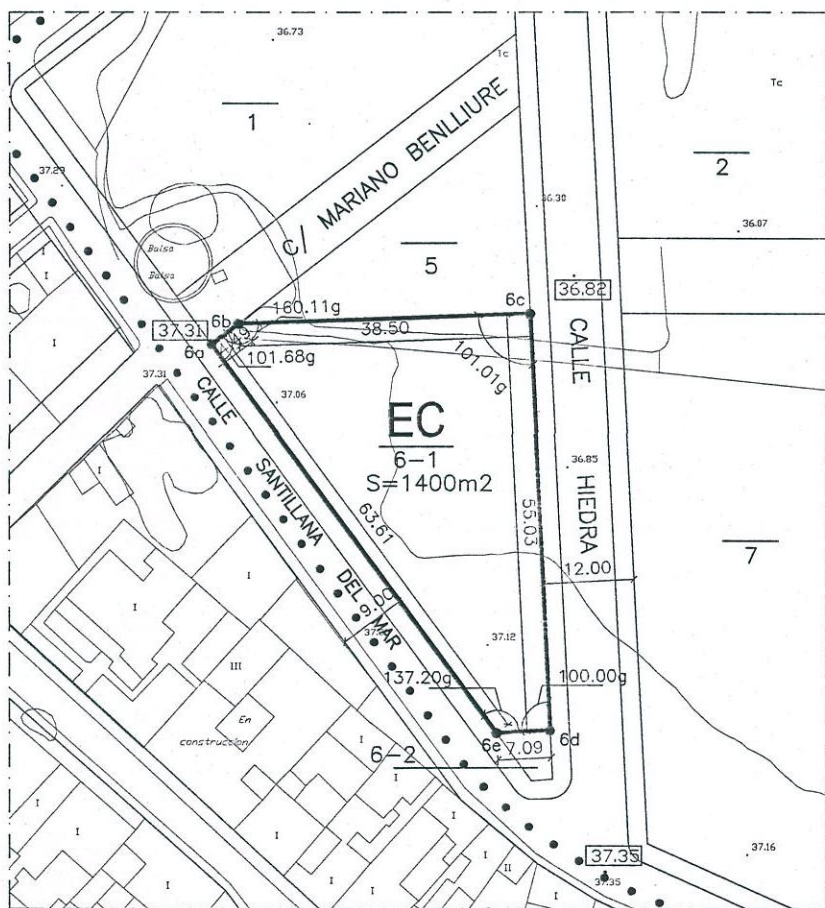 36.73
Tc
1
Tc
c/ MARIANO BENLLIURE
2
37.29
36.30
36.07
Balsa
Balsa
5
I
I
6b
160.11g
6c
36.82
37.31
38.50
6a
101.68g
101.01g
CALLE
37.31
37.06
EC
6-1
S=1400m2
CALLE
SANTILLANA
DEL MAR
36.85
HIEDRA
I
63.61
55.03
7
12.00
37.12
137.20g
100.00g
III
En
construccion
6e
6d
6-2
7.09
I
I
I
37.35
37.16
37.35
I
I
II
I
I
I